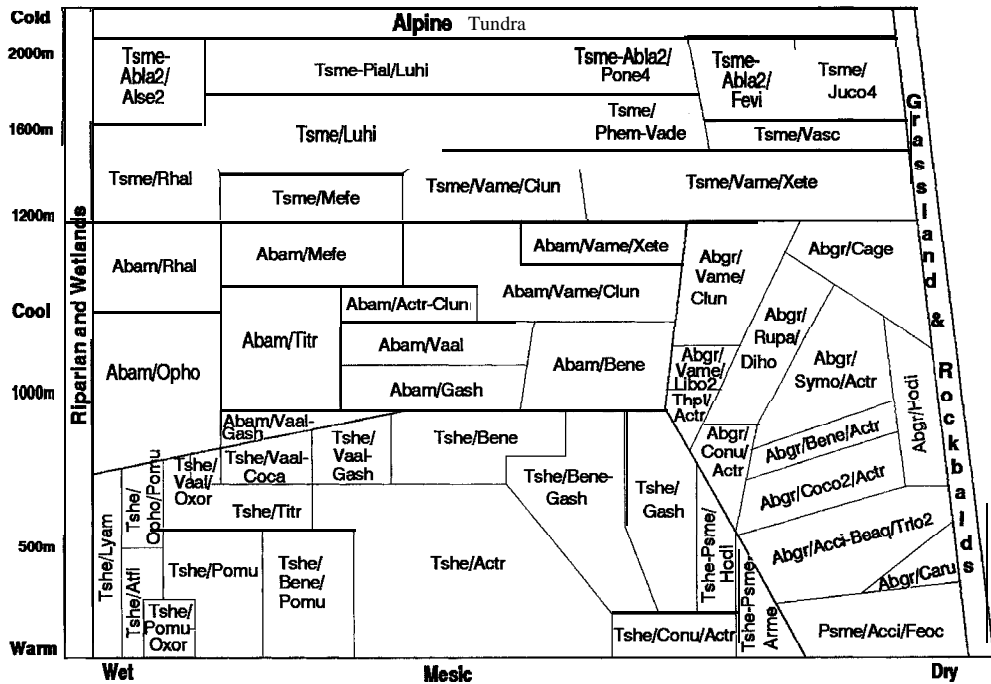 Cold
Alpine Tundra
2000m
Tsme-
Abla2/
Alse2
Tsme-Pial/Luhi
Tsme-Abla2/
Pone4
Tsme-
Abla2/
Fevi
Tsme/
Juco4
1600m
Tsme/Luhi
Tsme/
Phem-Vade
Tsme/Vasc
Tsme/Rhal
Tsme/Mefe
Tsme/Vame/Clun
Tsme/Vame/Xete
1200m
Abam/Rhal
Abam/Mefe
Abam/Vame/Xete
Abgr/
Vame/
Clun
Abgr/Cage
Cool
Abam/Actr-Clun
Abam/Vame/Clun
Abam/Titr
Abam/Vaal
Abgr/
Rupa/
Diho
Abam/Opho
Abam/Gash
Abam/Bene
Abgr/
Vame/
Libo2
Abgr/
Symo/Actr
1000m
Thpl/
Actr
Abgr/Hodi
Abam/Vaal-
Gash
Tshe/
Vaal-
Gash
Tshe/Bene
Abgr/
Conu/
Actr
Abgr/Bene/Actr
Tshe/
Vaal/
Oxor
Tshe/Vaal-
Coca
Tshe/Bene-
Gash
Tshe/
Gash
Abgr/Coco2/Actr
Tshe/
Opho/Pomu
Tshe/Titr
500m
Tshe/Lyam
Tshe/Atfi
Tshe/Pomu
Tshe/
Bene/
Pomu
Tshe/Actr
Tshe-Psme/
Hodi
Abgr/Acci-Beaq/Trlo2
Abgr/Caru
Tshe/
Pomu-
Oxor
Tshe/Conu/Actr
Tshe-Psme-
Arme
Psme/Acci/Feoc
Warm
Riparian and Wetlands
Grassland & Rockbalds
Wet
Mesic
Dry